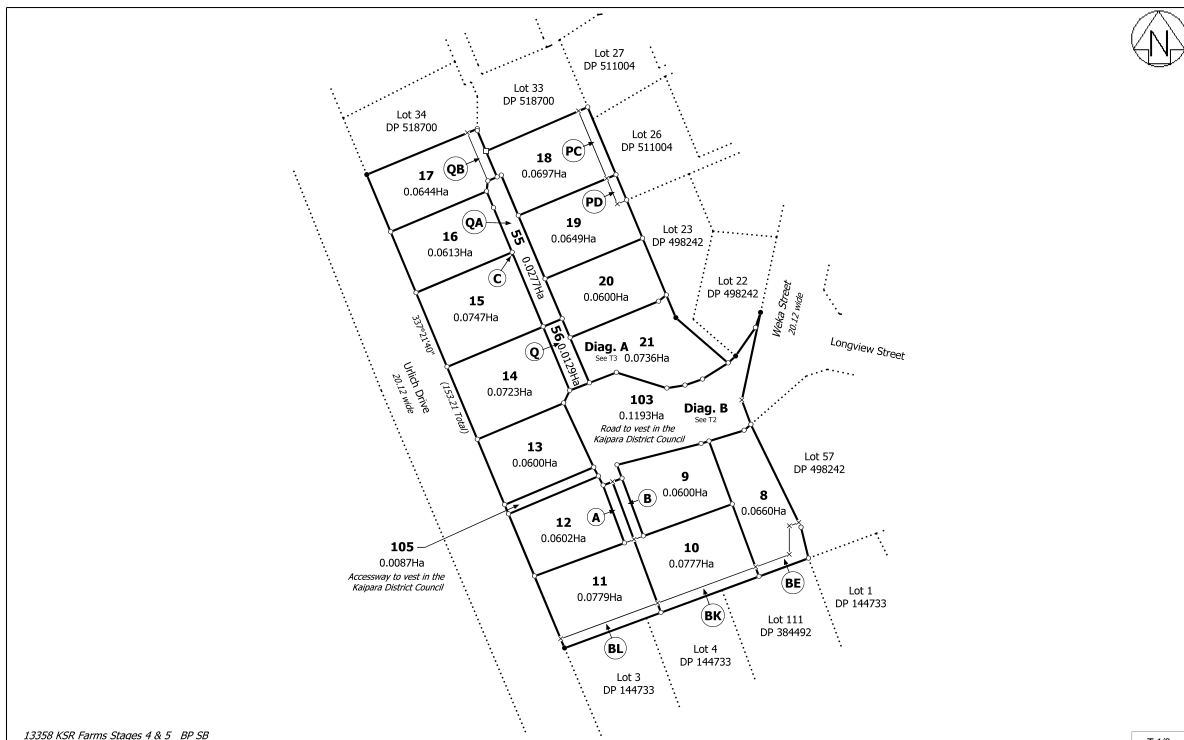 N
Lot 27
DP 511004
Lot 33
DP 518700
Lot 34
DP 518700
Lot 26
DP 511004
PC
18
0.0697Ha
QB
17
0.0644Ha
PD
19
0.0649Ha
QA
55
0.0277Ha
16
0.0613Ha
Lot 23
DP 498242
C
20
0.0600Ha
Lot 22
DP 498242
Weka Street
20.12 wide
15
0.0747Ha
337°21'40"
56
0.0129Ha
Q
Diag. A
See T3
21
0.0736Ha
Longview Street
Urlich Drive
20.12 wide
(153.21 Total)
14
0.0723Ha
103
0.1193Ha
Road to vest in the
Kaipara District Council
Diag. B
See T2
13
0.0600Ha
Lot 57
DP 498242
9
0.0600Ha
8
0.0660Ha
B
A
12
0.0602Ha
105
0.0087Ha
Accessway to vest in the
Kaipara District Council
10
0.0777Ha
11
0.0779Ha
BE
BK
BL
Lot 1
DP 144733
Lot 111
DP 384492
Lot 4
DP 144733
Lot 3
DP 144733
13358 KSR Farms Stages 4 & 5 BP SB